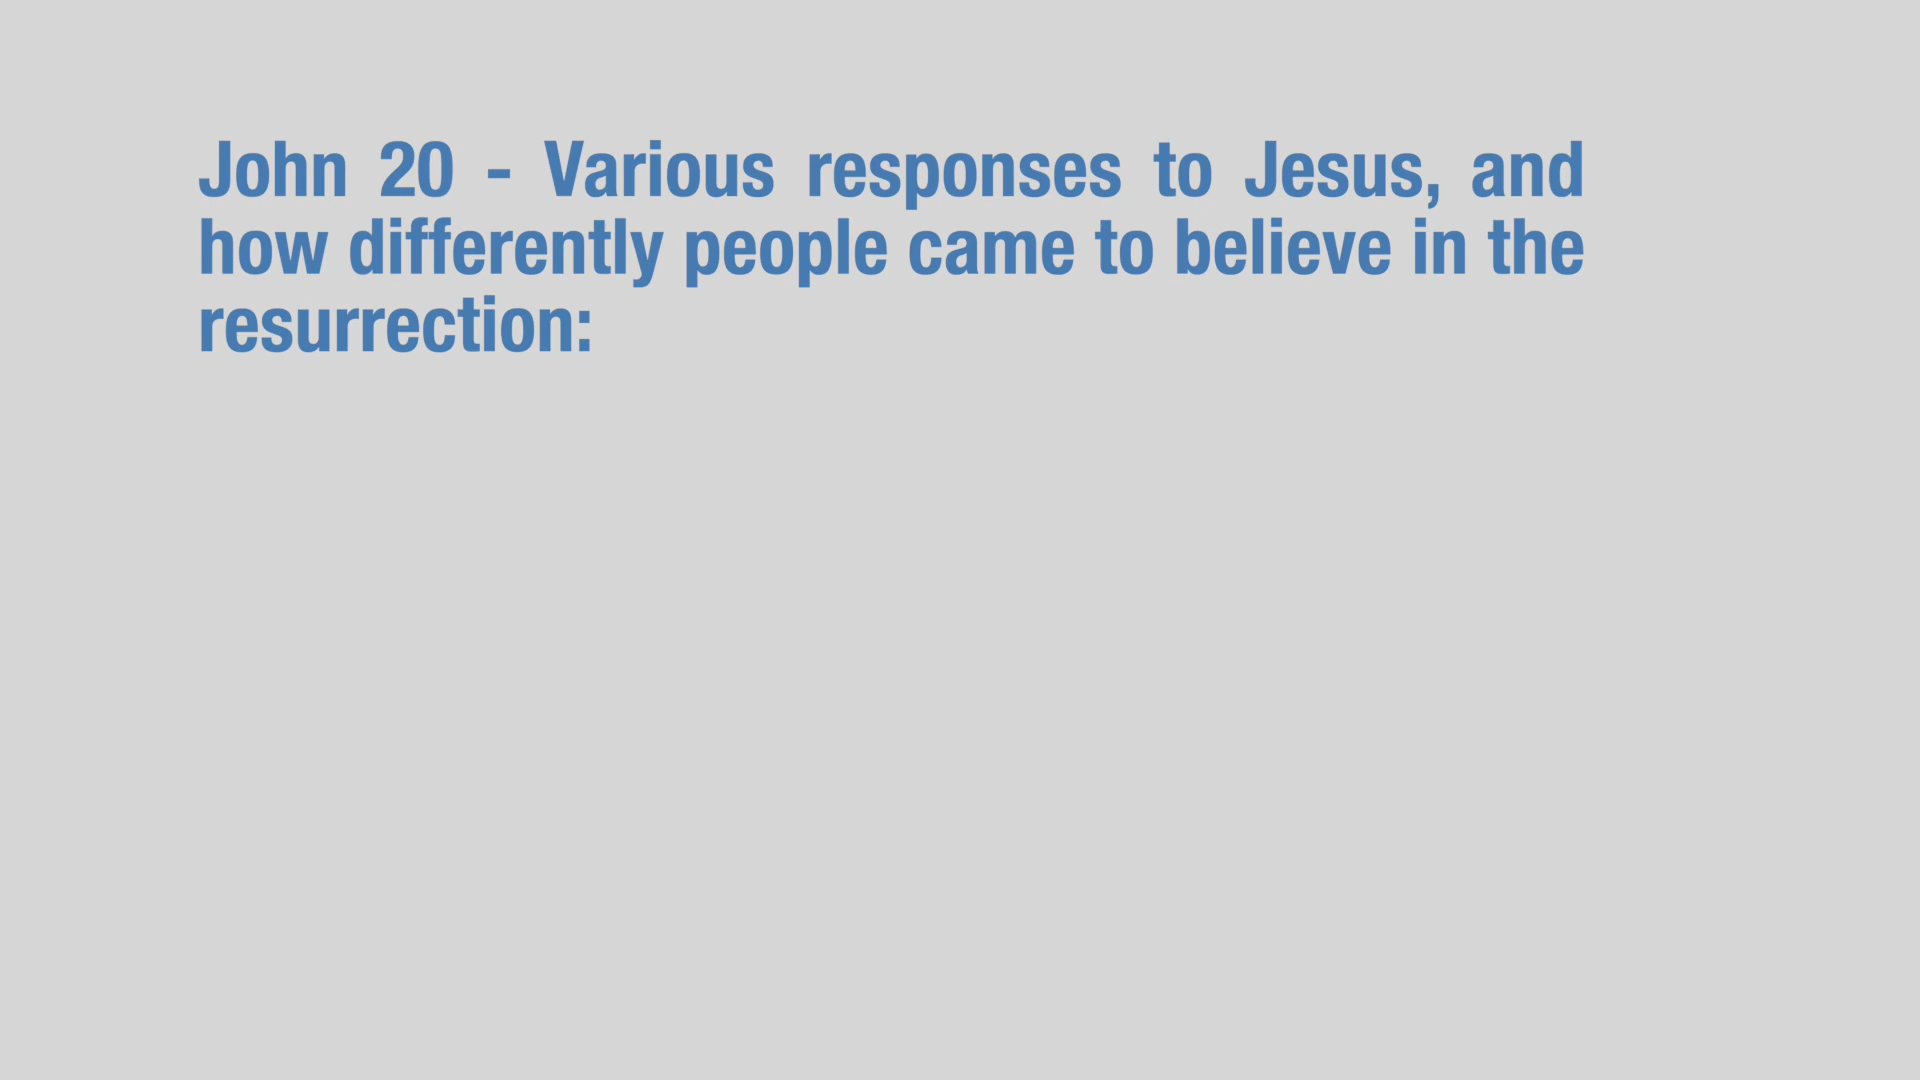 John 20 - Various responses to Jesus, and
how differently people came to believe in the
resurrection: